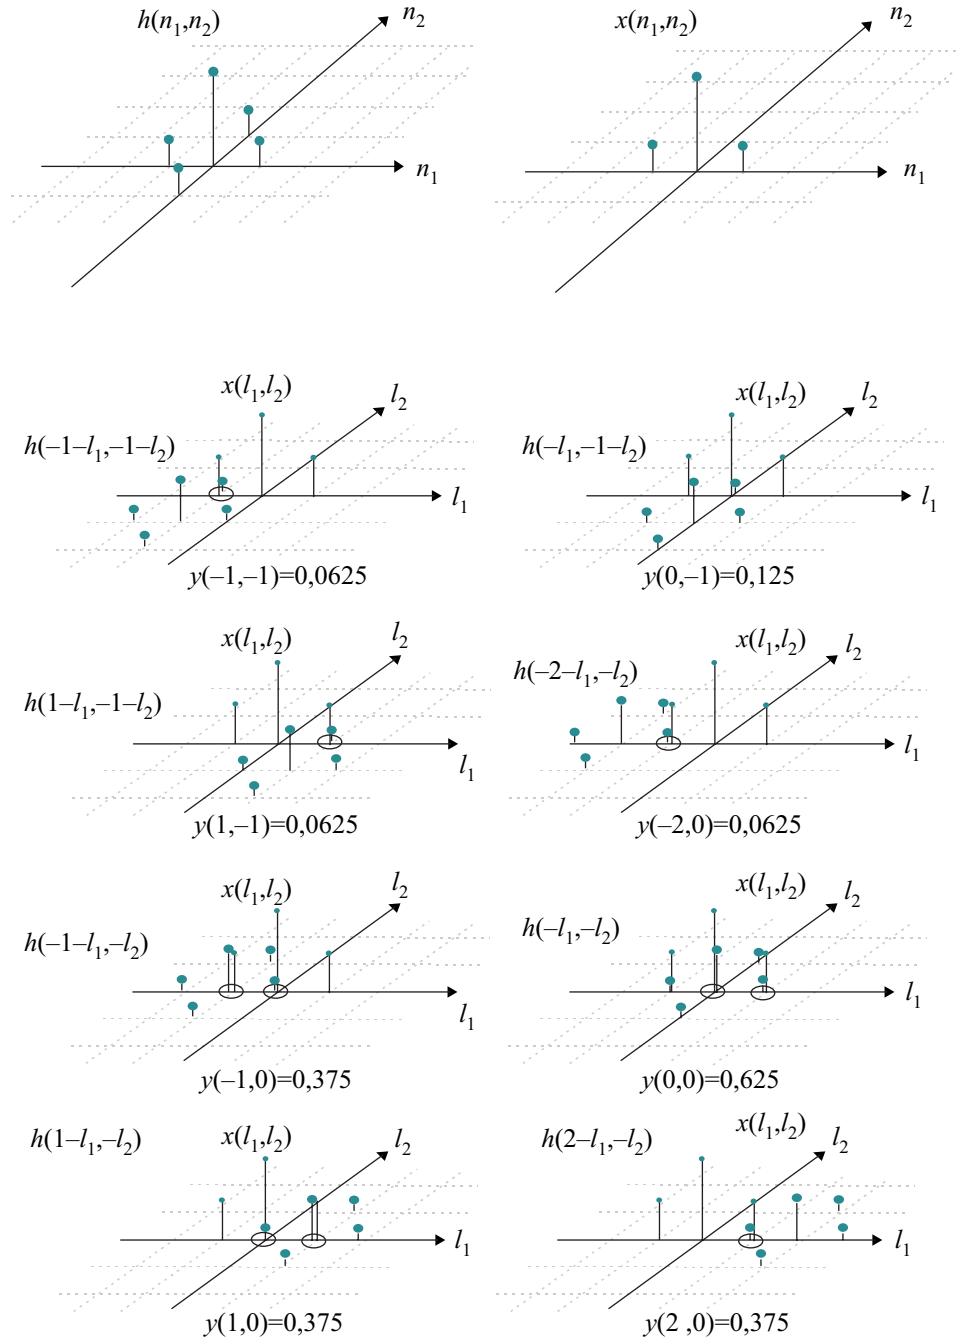 h(n₁,n₂) n₂ x(n₁,n₂) n₂
n₁ n₁
x(l₁,l₂) l₂ x(l₁,l₂) l₂
h(–1–l₁,–1–l₂) h(–l₁,–1–l₂)
l₁ l₁
y(–1,–1)=0,0625 y(0,–1)=0,125
x(l₁,l₂) l₂ x(l₁,l₂) l₂
h(1–l₁,–1–l₂) h(–2–l₁,–l₂)
l₁ l₁
y(1,–1)=0,0625 y(–2,0)=0,0625
x(l₁,l₂) l₂ x(l₁,l₂) l₂
h(–1–l₁,–l₂) h(–l₁,–l₂)
l₁ l₁
y(–1,0)=0,375 y(0,0)=0,625
h(1–l₁,–l₂) x(l₁,l₂) l₂ h(2–l₁,–l₂) x(l₁,l₂) l₂
l₁ l₁
y(1,0)=0,375 y(2 ,0)=0,375